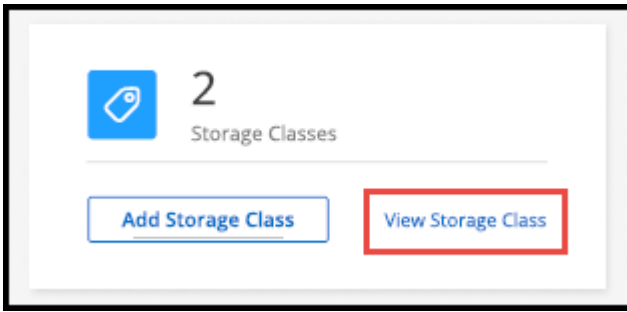 2
Storage Classes
Add Storage Class
View Storage Class